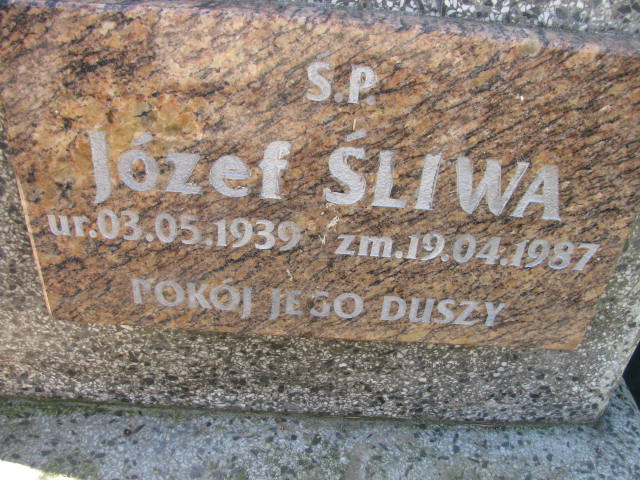 Ś.P.
Józef ŚLIWA
ur.03.05.1939 zm.19.04.1987
POKÓJ JEGO DUSZY